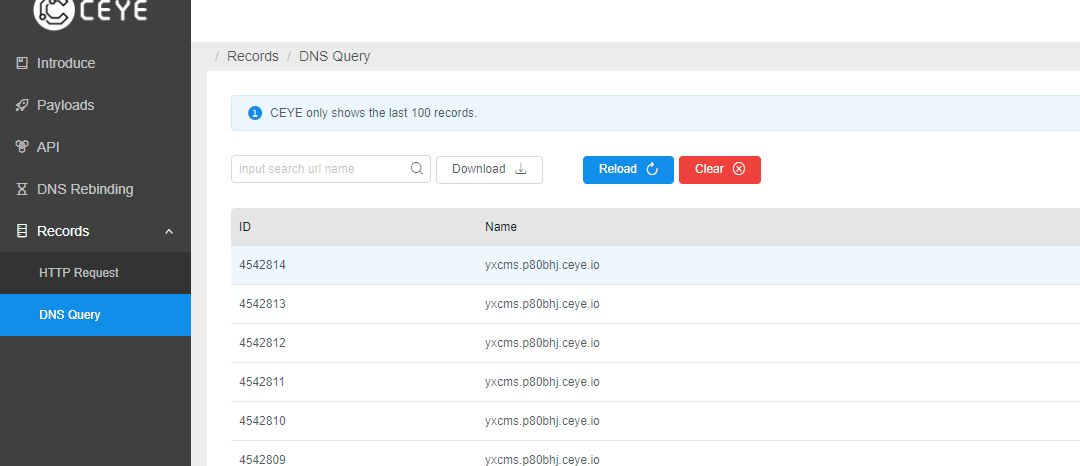 CEYE
/ Records / DNS Query
Introduce
Payloads
API
DNS Rebinding
Records
HTTP Request
DNS Query
CEYE only shows the last 100 records.
input search url name
Download
Reload
Clear
ID Name
4542814 yxcms.p80bhj.ceye.io
4542813 yxcms.p80bhj.ceye.io
4542812 yxcms.p80bhj.ceye.io
4542811 yxcms.p80bhj.ceye.io
4542810 yxcms.p80bhj.ceye.io
4542809 yxcms.p80bhj.ceye.io